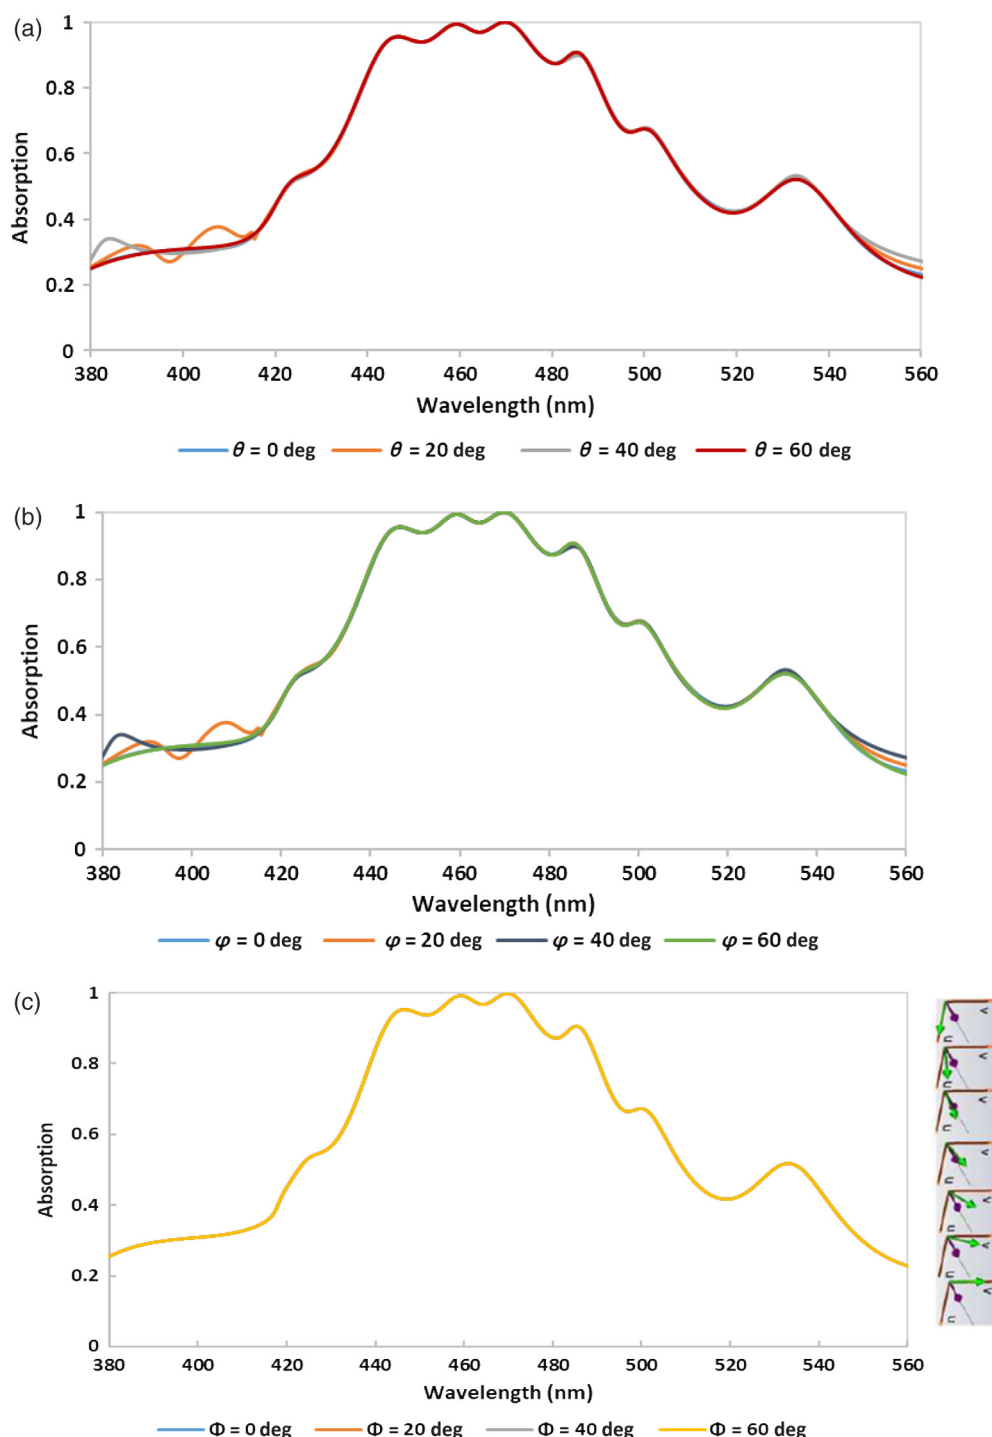 (a)
1
0.8
0.6
0.4
0.2
0
Absorption
380 400 420 440 460 480 500 520 540 560
Wavelength (nm)
θ = 0 deg θ = 20 deg θ = 40 deg θ = 60 deg
(b)
1
0.8
0.6
0.4
0.2
0
Absorption
380 400 420 440 460 480 500 520 540 560
Wavelength (nm)
φ = 0 deg φ = 20 deg φ = 40 deg φ = 60 deg
(c)
1
0.8
0.6
0.4
0.2
0
Absorption
380 400 420 440 460 480 500 520 540 560
Wavelength (nm)
Φ = 0 deg Φ = 20 deg Φ = 40 deg Φ = 60 deg